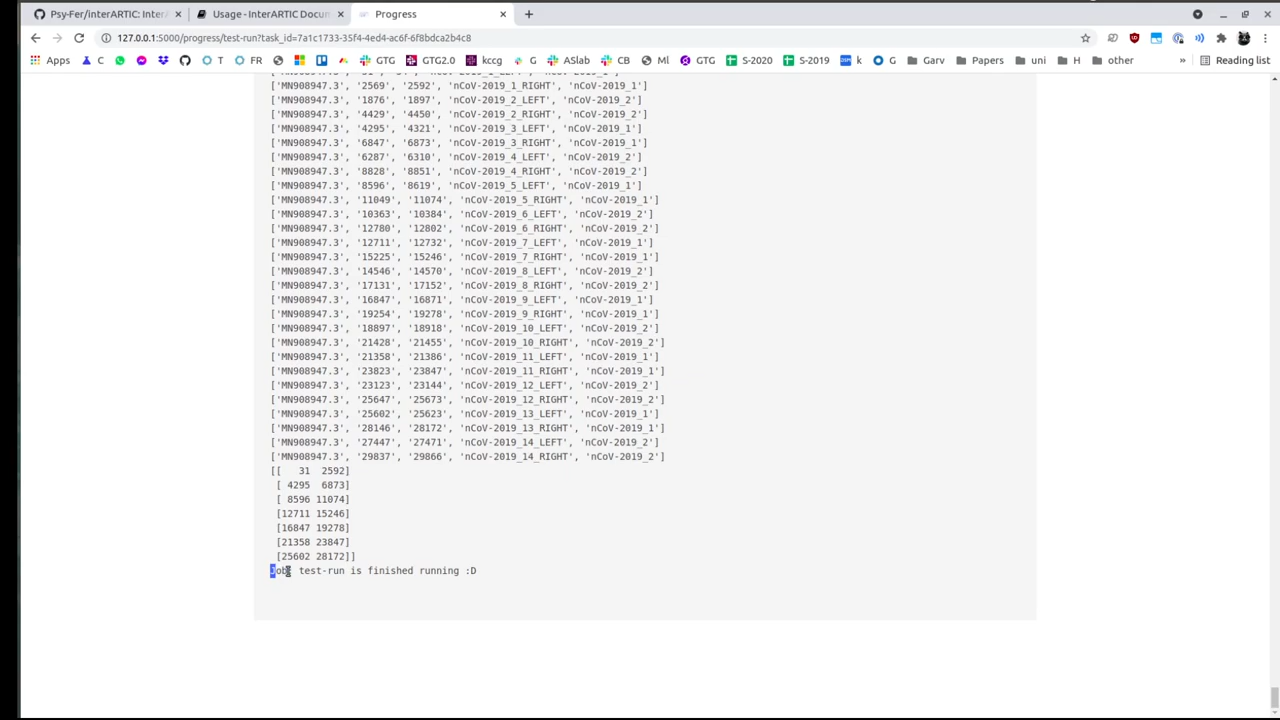 Psy-Fer/interARTIC: InterA
Usage - InterARTIC Docum
Progress
127.0.0.1:5000/progress/test-run?task_id=7a1c1733-35f4-4ed4-ac6f-6f8bdca2b4c8
Apps C T FR GTG GTG2.0 kccg G ASlab CB Ml GTG S-2020 S-2019 k G Garv Papers uni H other » Reading list
['MN908947.3', '2569', '2592', 'nCoV-2019_1_RIGHT', 'nCoV-2019_1']
['MN908947.3', '1876', '1897', 'nCoV-2019_2_LEFT', 'nCoV-2019_2']
['MN908947.3', '4429', '4450', 'nCoV-2019_2_RIGHT', 'nCoV-2019_2']
['MN908947.3', '4295', '4321', 'nCoV-2019_3_LEFT', 'nCoV-2019_1']
['MN908947.3', '6847', '6873', 'nCoV-2019_3_RIGHT', 'nCoV-2019_1']
['MN908947.3', '6287', '6310', 'nCoV-2019_4_LEFT', 'nCoV-2019_2']
['MN908947.3', '8828', '8851', 'nCoV-2019_4_RIGHT', 'nCoV-2019_2']
['MN908947.3', '8596', '8619', 'nCoV-2019_5_LEFT', 'nCoV-2019_1']
['MN908947.3', '11049', '11074', 'nCoV-2019_5_RIGHT', 'nCoV-2019_1']
['MN908947.3', '10363', '10384', 'nCoV-2019_6_LEFT', 'nCoV-2019_2']
['MN908947.3', '12780', '12802', 'nCoV-2019_6_RIGHT', 'nCoV-2019_2']
['MN908947.3', '12711', '12732', 'nCoV-2019_7_LEFT', 'nCoV-2019_1']
['MN908947.3', '15225', '15246', 'nCoV-2019_7_RIGHT', 'nCoV-2019_1']
['MN908947.3', '14546', '14570', 'nCoV-2019_8_LEFT', 'nCoV-2019_2']
['MN908947.3', '17131', '17152', 'nCoV-2019_8_RIGHT', 'nCoV-2019_2']
['MN908947.3', '16847', '16871', 'nCoV-2019_9_LEFT', 'nCoV-2019_1']
['MN908947.3', '19254', '19278', 'nCoV-2019_9_RIGHT', 'nCoV-2019_1']
['MN908947.3', '18897', '18918', 'nCoV-2019_10_LEFT', 'nCoV-2019_2']
['MN908947.3', '21428', '21455', 'nCoV-2019_10_RIGHT', 'nCoV-2019_2']
['MN908947.3', '21358', '21386', 'nCoV-2019_11_LEFT', 'nCoV-2019_1']
['MN908947.3', '23823', '23847', 'nCoV-2019_11_RIGHT', 'nCoV-2019_1']
['MN908947.3', '23123', '23144', 'nCoV-2019_12_LEFT', 'nCoV-2019_2']
['MN908947.3', '25647', '25673', 'nCoV-2019_12_RIGHT', 'nCoV-2019_2']
['MN908947.3', '25602', '25623', 'nCoV-2019_13_LEFT', 'nCoV-2019_1']
['MN908947.3', '28146', '28172', 'nCoV-2019_13_RIGHT', 'nCoV-2019_1']
['MN908947.3', '27447', '27471', 'nCoV-2019_14_LEFT', 'nCoV-2019_2']
['MN908947.3', '29837', '29866', 'nCoV-2019_14_RIGHT', 'nCoV-2019_2']
[[ 31 2592]
[ 4295 6873]
[ 8596 11074]
[12711 15246]
[16847 19278]
[21358 23847]
[25602 28172]]
Job test-run is finished running :D